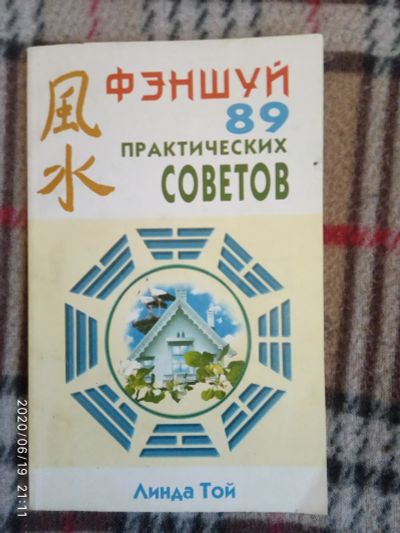 風水
ФЭНШУЙ
89
ПРАКТИЧЕСКИХ
СОВЕТОВ
Линда Той
2020/06/19 21:11